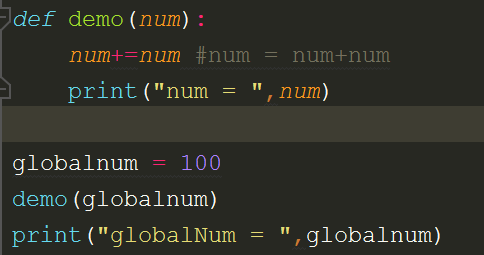 def demo(num):
    num+=num #num = num+num
    print("num = ",num)
globalnum = 100
demo(globalnum)
print("globalNum = ",globalnum)